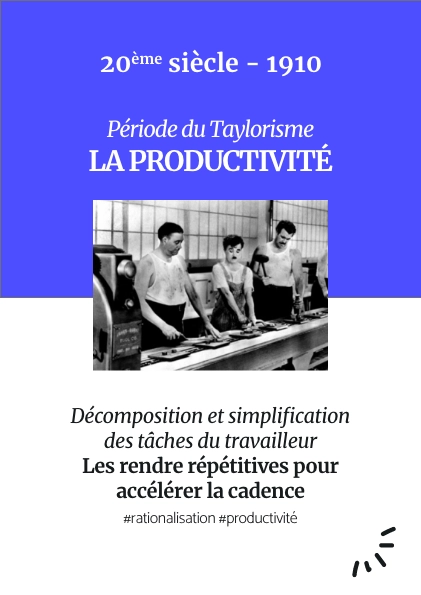 20ème siècle - 1910
Période du Taylorisme
LA PRODUCTIVITÉ
Décomposition et simplification
des tâches du travailleur
Les rendre répétitives pour
accélérer la cadence
#rationalisation #productivité